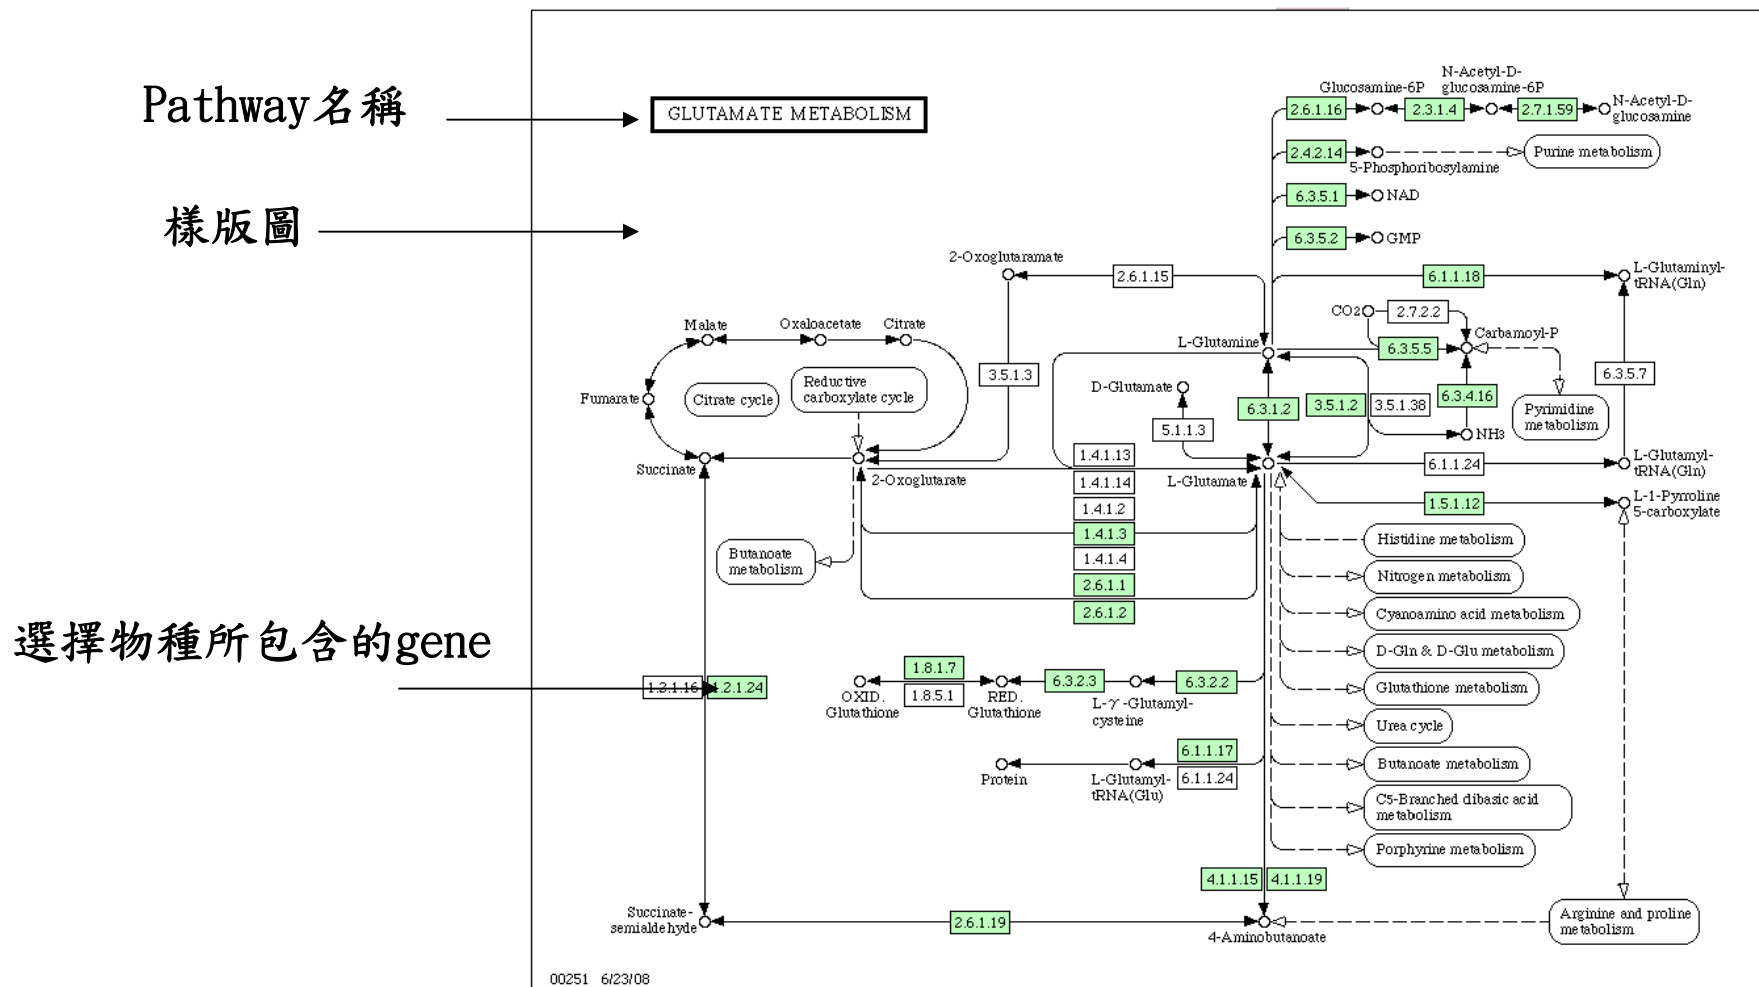 Pathway名稱
樣版圖
選擇物種所包含的gene
GLUTAMATE METABOLISM
Glucosamine-6P
N-Acetyl-D-
glucosamine-6P
2.6.1.16
2.3.1.4
2.7.1.59
N-Acetyl-D-
glucosamine
2.4.2.14
5-Phosphoribosylamine
Purine metabolism
6.3.5.1
NAD
6.3.5.2
GMP
2-Oxoglutaramate
2.6.1.15
6.1.1.18
L-Glutaminyl-
tRNA(Gln)
CO2
2.7.2.2
Carbamoyl-P
Malate
Oxaloacetate
Citrate
L-Glutamine
6.3.5.5
3.5.1.3
6.3.5.7
Reductive
carboxylate cycle
D-Glutamate
Fumarate
Citrate cycle
6.3.1.2
3.5.1.2
3.5.1.38
6.3.4.16
Pyrimidine
metabolism
5.1.1.3
NH3
Succinate
2-Oxoglutarate
1.4.1.13
1.4.1.14
1.4.1.2
1.4.1.3
1.4.1.4
2.6.1.1
2.6.1.2
L-Glutamate
6.1.1.24
L-Glutamyl-
tRNA(Gln)
1.5.1.12
L-1-Pyrroline
5-carboxylate
Butanoate
metabolism
Histidine metabolism
Nitrogen metabolism
Cyanoamino acid metabolism
D-Gln & D-Glu metabolism
Glutathione metabolism
Urea cycle
Butanoate metabolism
C5-Branched dibasic acid
metabolism
Porphyrine metabolism
1.2.1.16
1.2.1.24
1.8.1.7
1.8.5.1
6.3.2.3
6.3.2.2
OXID.
Glutathione
RED.
Glutathione
L-γ-Glutamyl-
cysteine
6.1.1.17
6.1.1.24
Protein
L-Glutamyl-
tRNA(Glu)
4.1.1.15
4.1.1.19
Succinate-
semialdehyde
2.6.1.19
4-Aminobutanoate
Arginine and proline
metabolism
00251 6/23/08